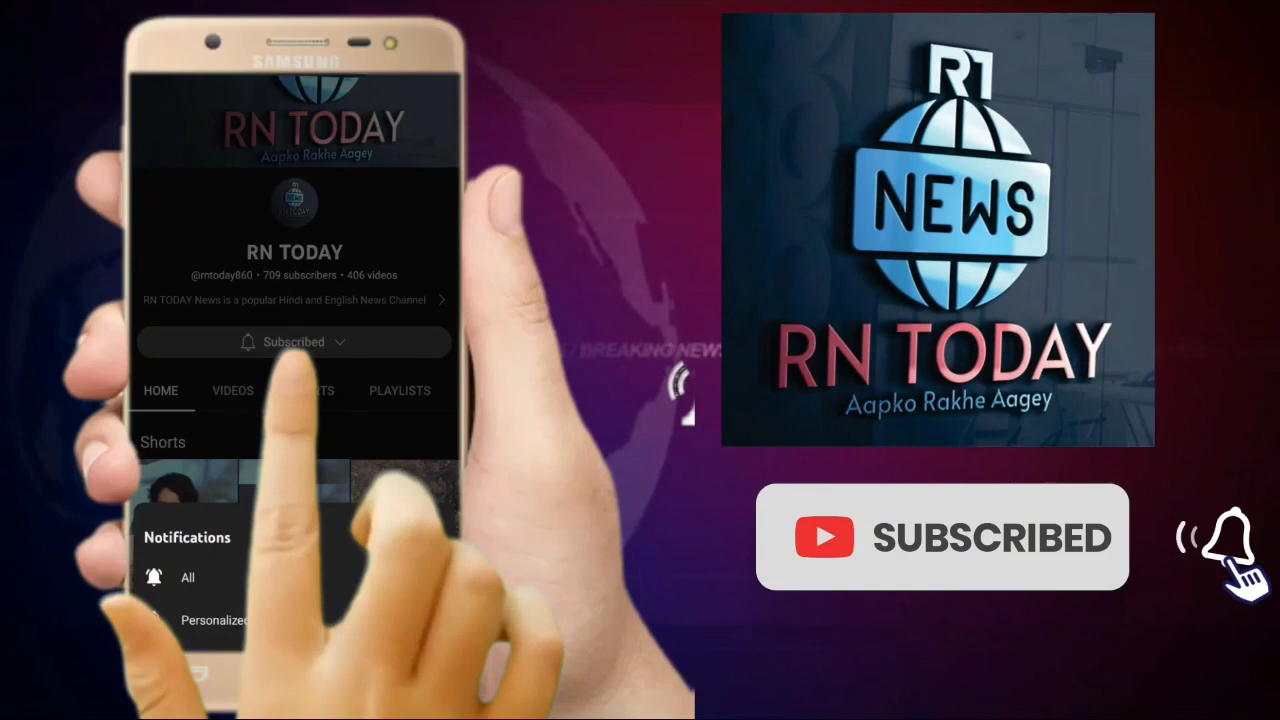 SAMSUNG
RN TODAY
Aapko Rakhe Aagey
NEWS
RN TODAY
@rntoday860 • 709 subscribers • 406 videos
RN TODAY News is a popular Hindi and English News Channel
Subscribed
HOME VIDEOS PLAYLISTS
Shorts
Notifications
All
Personalized
BREAKING NEWS
NEWS
RN TODAY
Aapko Rakhe Aagey
SUBSCRIBED